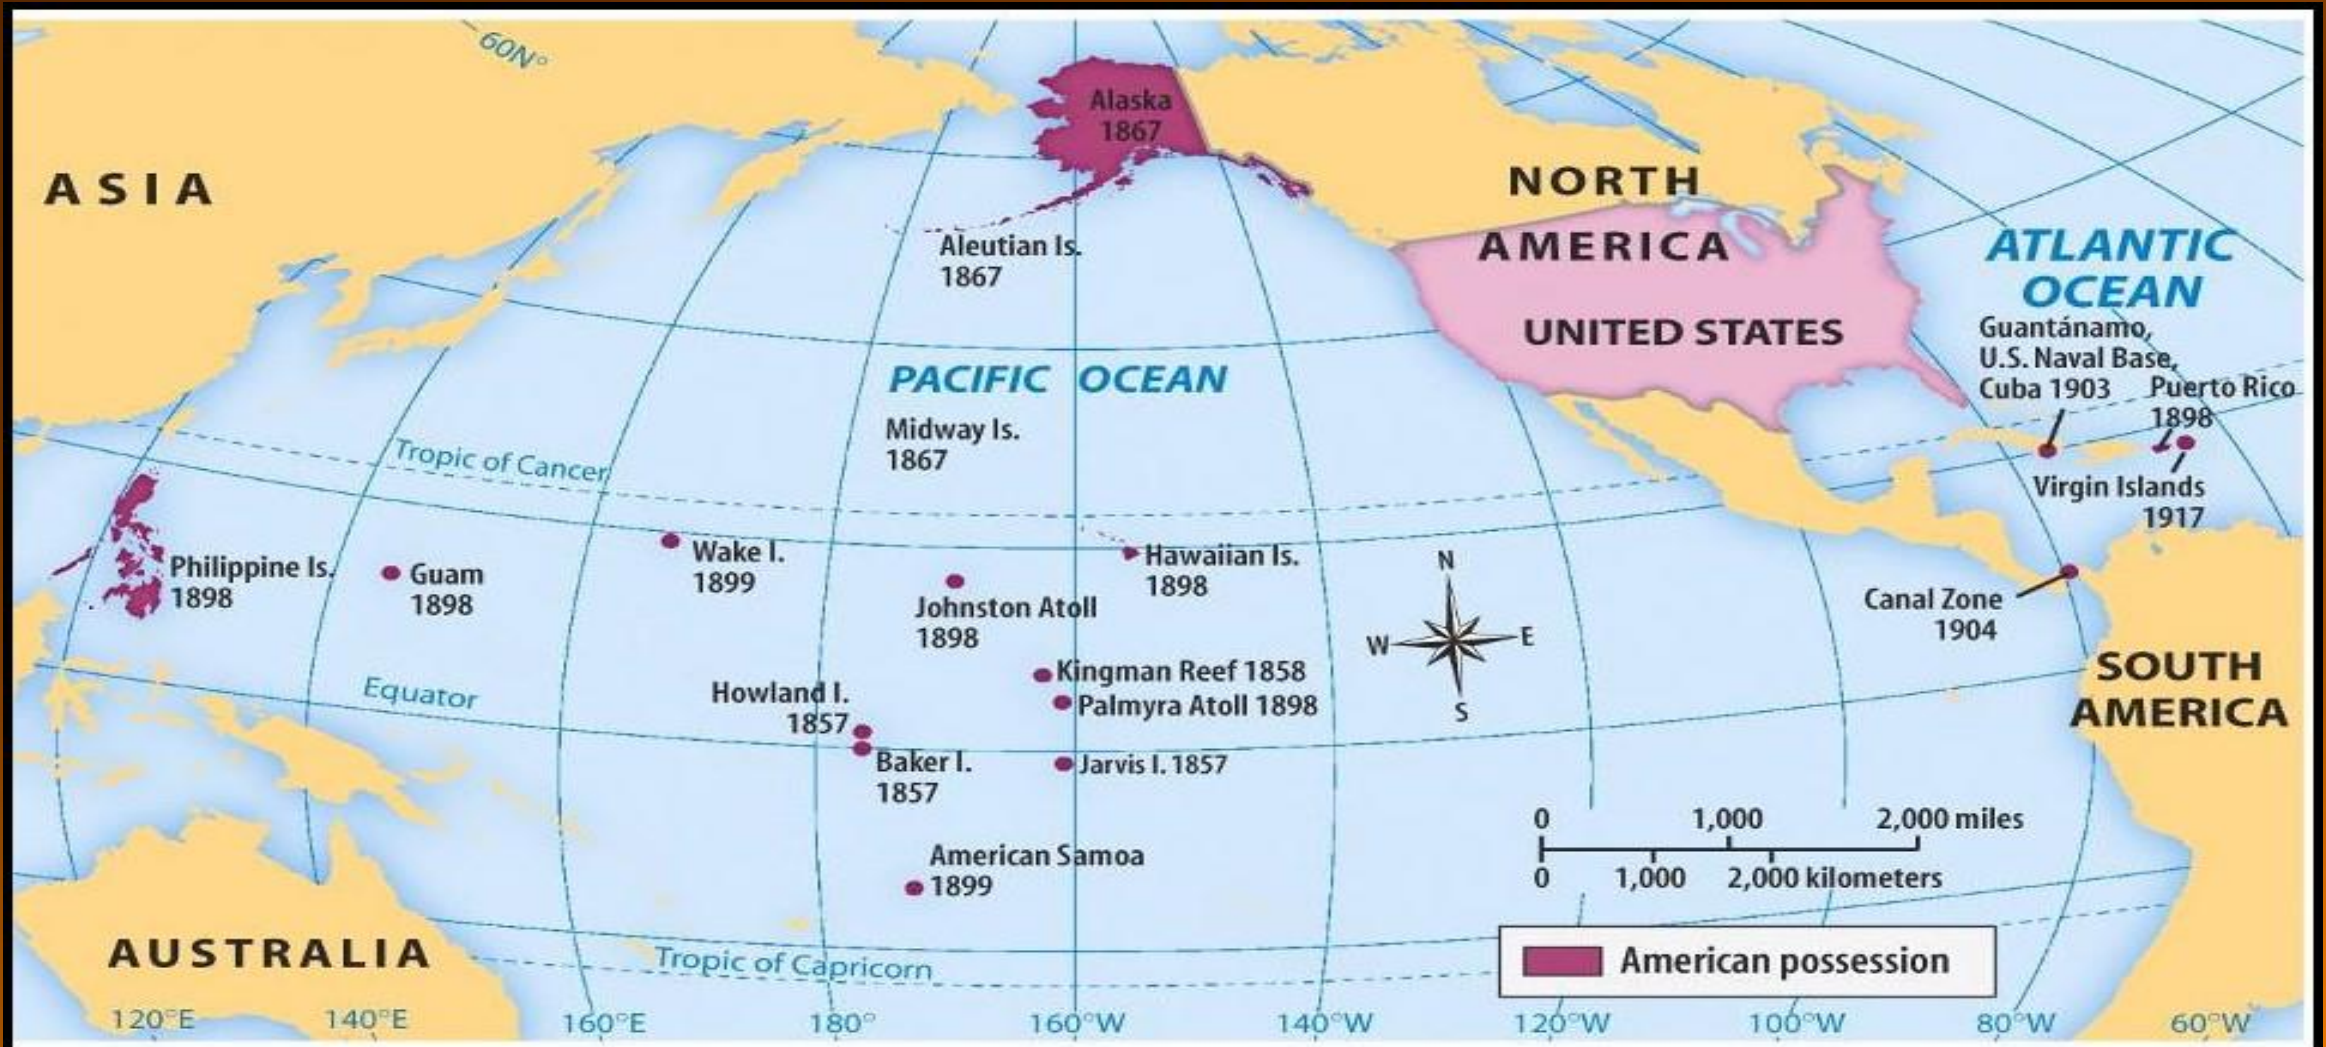 60N°
Alaska
1867
ASIA
NORTH
AMERICA
UNITED STATES
Aleutian Is.
1867
ATLANTIC
OCEAN
Guantánamo,
U.S. Naval Base,
Cuba 1903
Puerto Rico
1898
Virgin Islands
1917
PACIFIC OCEAN
Midway Is.
1867
Tropic of Cancer
Philippine Is.
1898
Guam
1898
Wake I.
1899
Hawaiian Is.
1898
Johnston Atoll
1898
N
W
E
S
Canal Zone
1904
Kingman Reef 1858
Palmyra Atoll 1898
Howland I.
1857
Baker I.
1857
Jarvis I. 1857
Equator
SOUTH
AMERICA
American Samoa
1899
0 1,000 2,000 miles
0 1,000 2,000 kilometers
AUSTRALIA
Tropic of Capricorn
American possession
120°E 140°E 160°E 180° 160°W 140°W 120°W 100°W 80°W 60°W